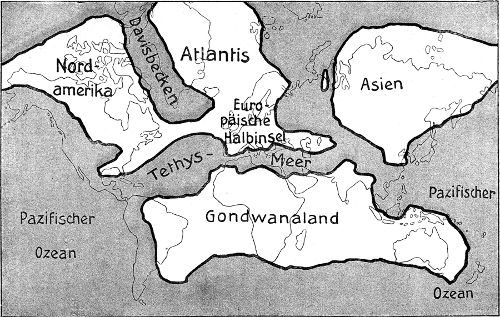 Davisbecken
Atlantis
Nord-
amerika
Asien
Euro-
päische
Halbinsel
Tethys-
Meer
Pazifischer
Ozean
Gondwanaland
Pazifischer
Ozean